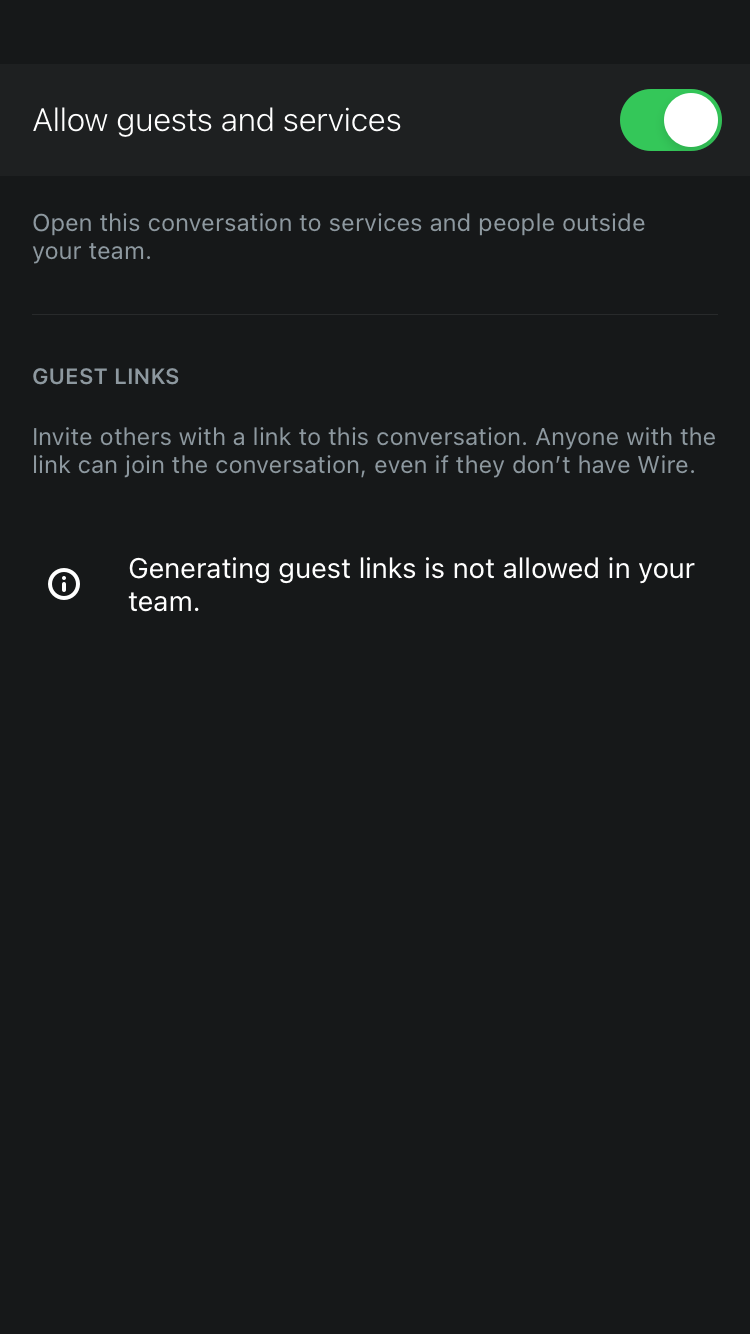 Allow guests and services
Open this conversation to services and people outside
your team.
GUEST LINKS
Invite others with a link to this conversation. Anyone with the
link can join the conversation, even if they don’t have Wire.
Generating guest links is not allowed in your
team.